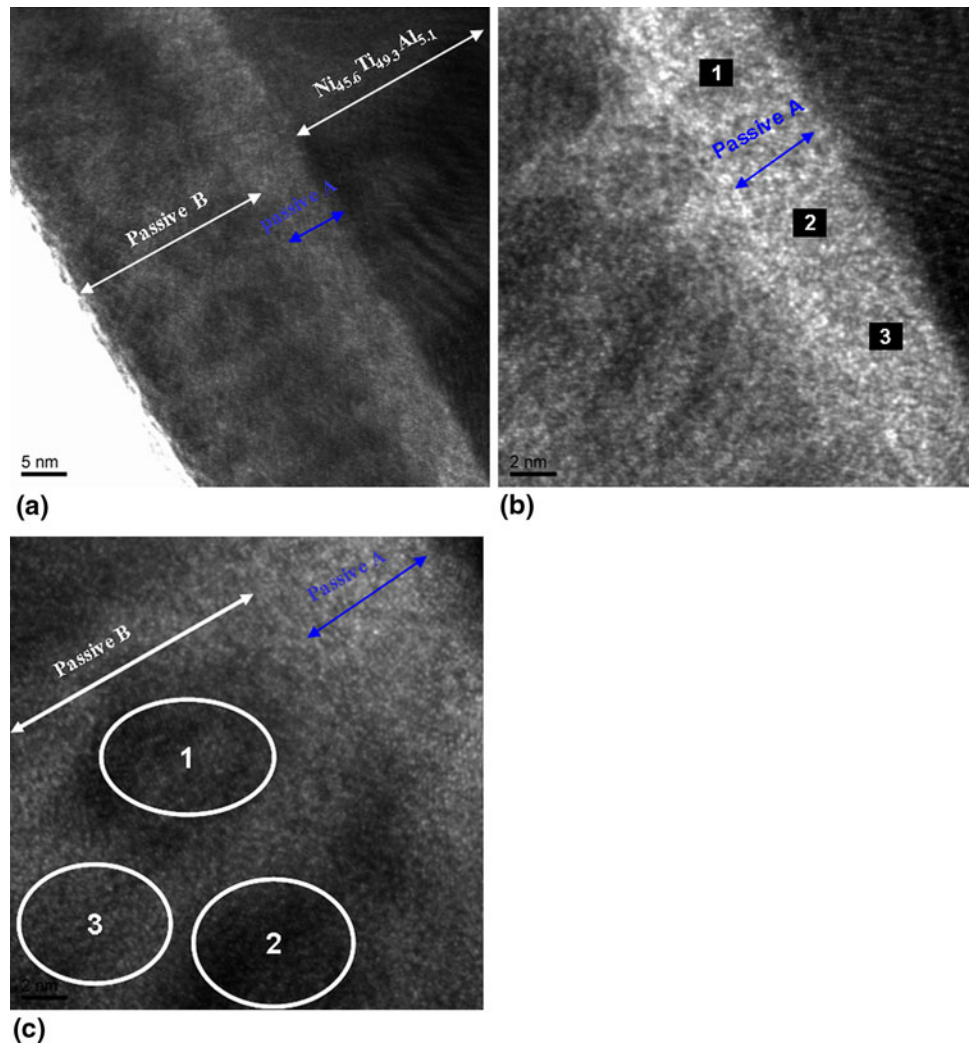 Ni45.6Ti49.3Al5.1
Passive B
passive A
5 nm
(a)
1
Passive A
2
3
2 nm
(b)
Passive A
Passive B
1
3
2
2 nm
(c)